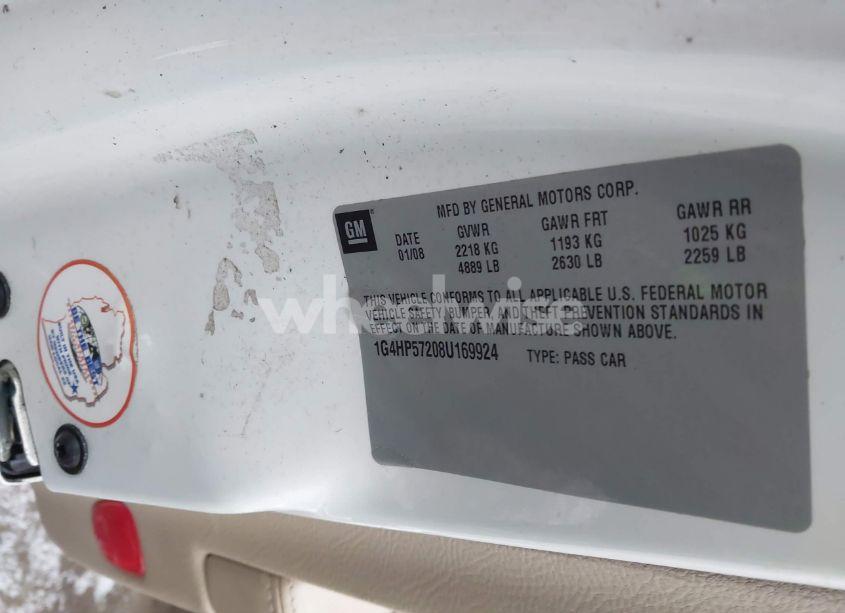 GM
MFD BY GENERAL MOTORS CORP.
DATE GVWR GAWR FRT GAWR RR
01/08 2218 KG 1193 KG 1025 KG
4889 LB 2630 LB 2259 LB
THIS VEHICLE CONFORMS TO ALL APPLICABLE U.S. FEDERAL MOTOR
VEHICLE SAFETY, BUMPER, AND THEFT PREVENTION STANDARDS IN
EFFECT ON THE DATE OF MANUFACTURE SHOWN ABOVE.
1G4HP57208U169924 TYPE: PASS CAR